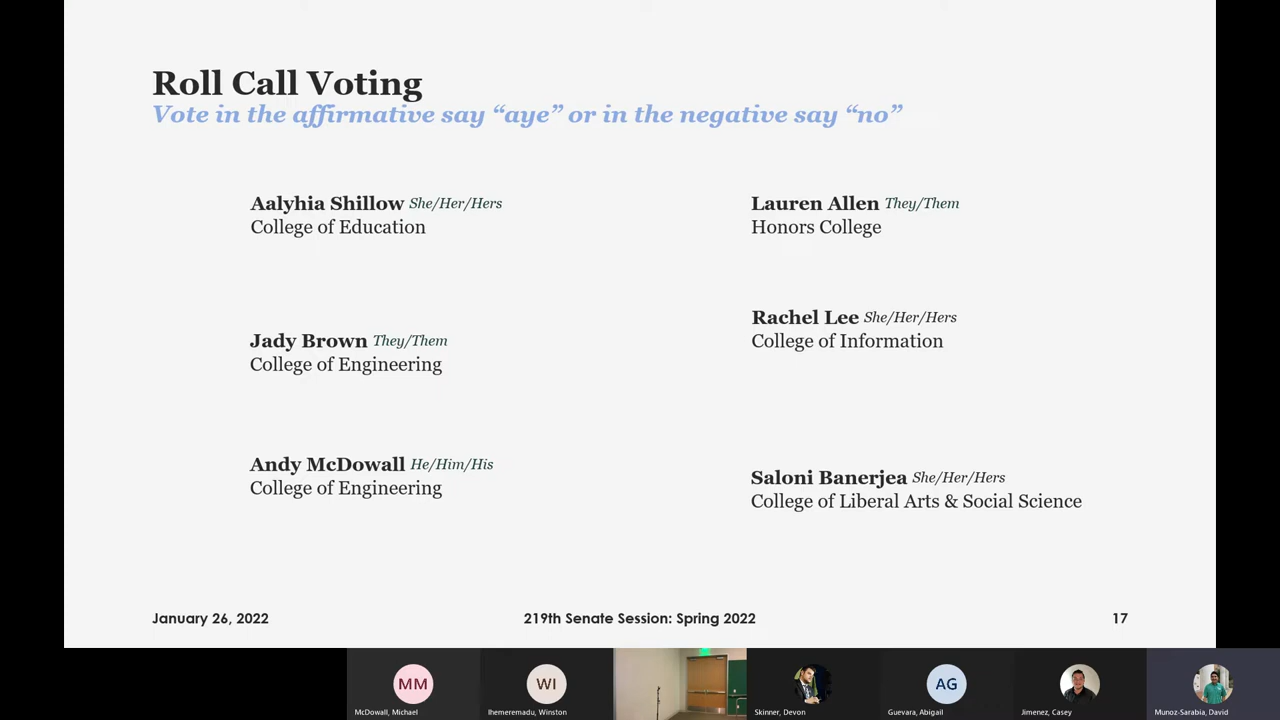 Roll Call Voting
Vote in the affirmative say “aye” or in the negative say “no”
Aalyhia Shillow She/Her/Hers
College of Education
Jady Brown They/Them
College of Engineering
Andy McDowall He/Him/His
College of Engineering
Lauren Allen They/Them
Honors College
Rachel Lee She/Her/Hers
College of Information
Saloni Banerjea She/Her/Hers
College of Liberal Arts & Social Science
January 26, 2022
219th Senate Session: Spring 2022
17
MM
McDowall, Michael
WI
Ihemeremadu, Winston
Skinner, Devon
AG
Guevara, Abigail
Jimenez, Casey
Munoz-Sarabia, David